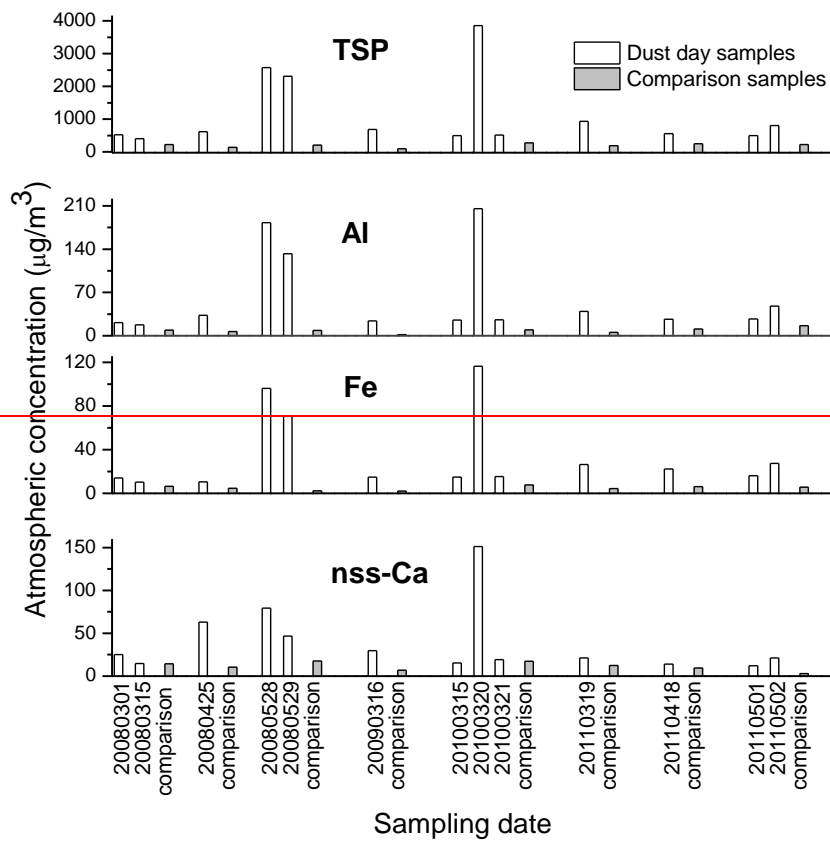 4000
3000
2000
1000
0
TSP
Dust day samples
Comparison samples
210
140
70
0
Al
120
80
40
0
Fe
150
100
50
0
nss-Ca
Atmospheric concentration (μg/m³)
20080301
20080315
comparison
20080425
comparison
20080528
20080529
comparison
20090316
comparison
20100315
20100320
20100321
comparison
20110319
comparison
20110418
comparison
20110501
20110502
comparison
Sampling date